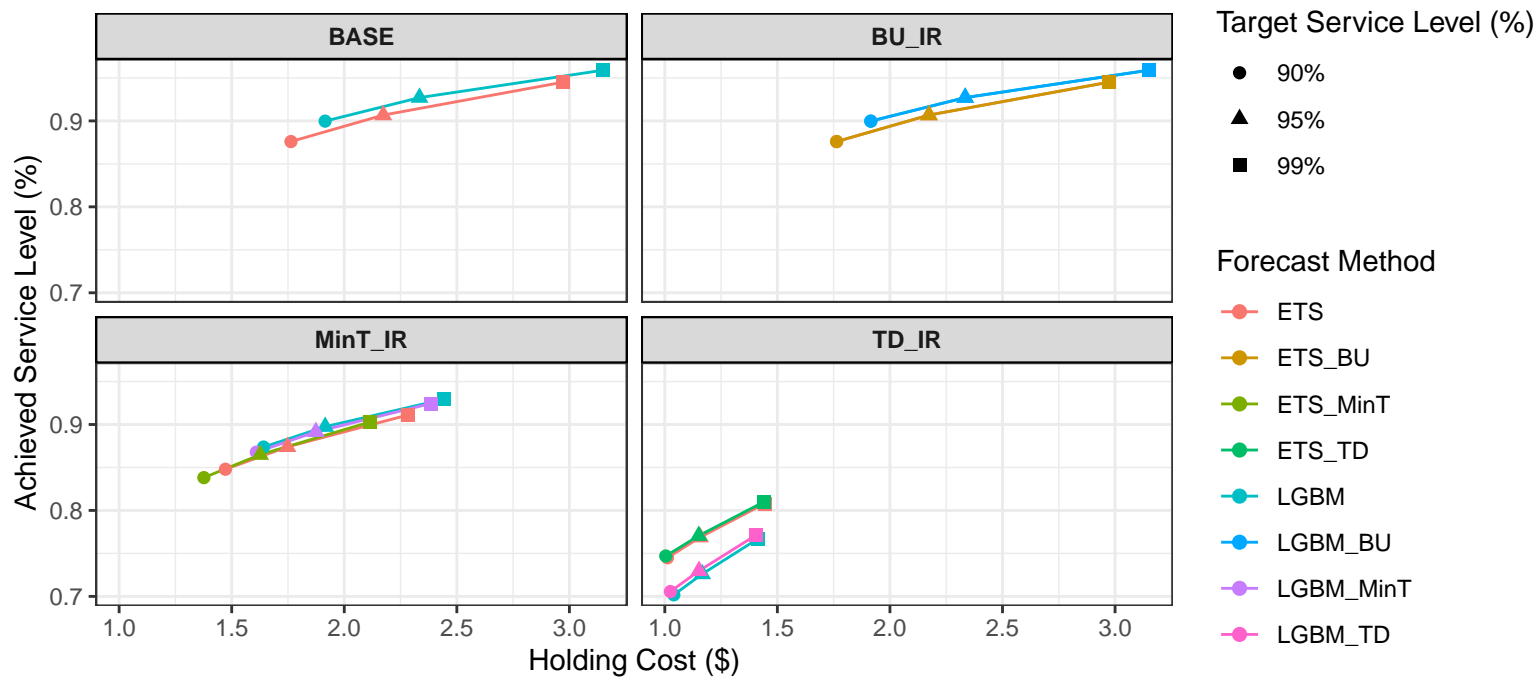 BASE
BU_IR
MinT_IR
TD_IR
Achieved Service Level (%)
0.9
0.8
0.7
0.9
0.8
0.7
1.0 1.5 2.0 2.5 3.0
1.0 1.5 2.0 2.5 3.0
Holding Cost ($)
Target Service Level (%)
90%
95%
99%
Forecast Method
ETS
ETS_BU
ETS_MinT
ETS_TD
LGBM
LGBM_BU
LGBM_MinT
LGBM_TD